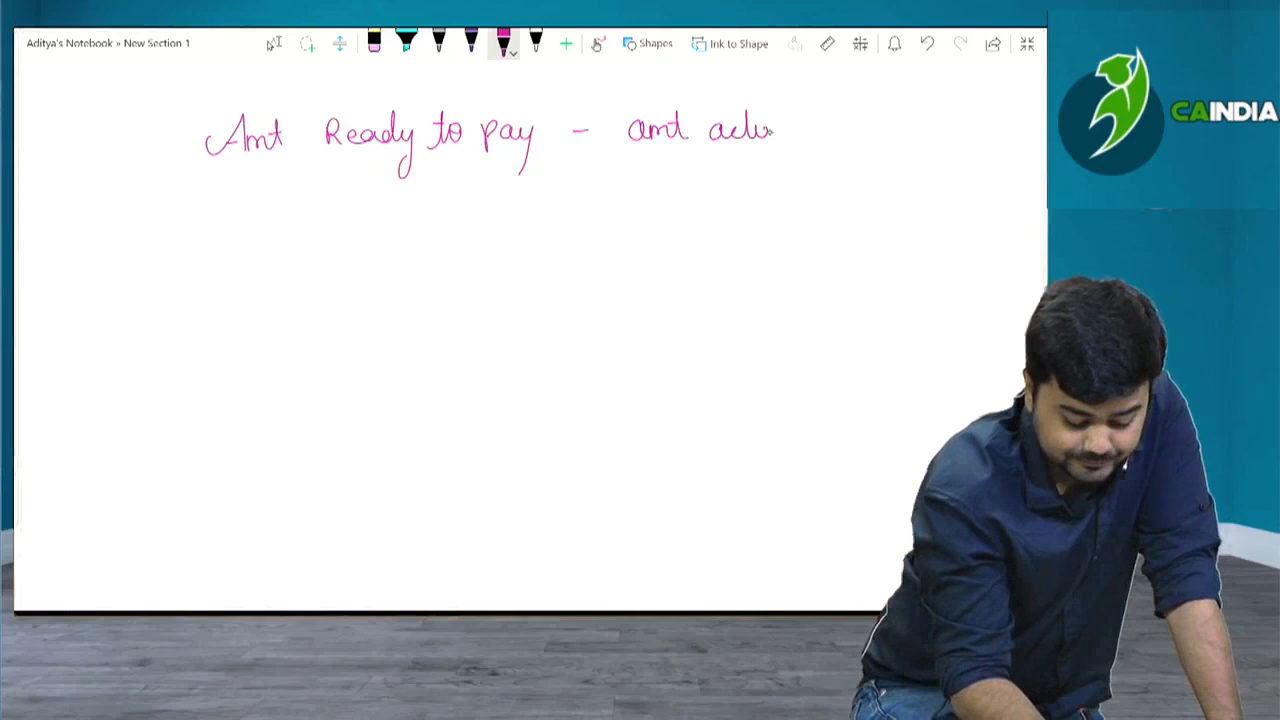 Aditya's Notebook » New Section 1
Shapes
Ink to Shape
CAINDIA
Amt Ready to pay - amt actu